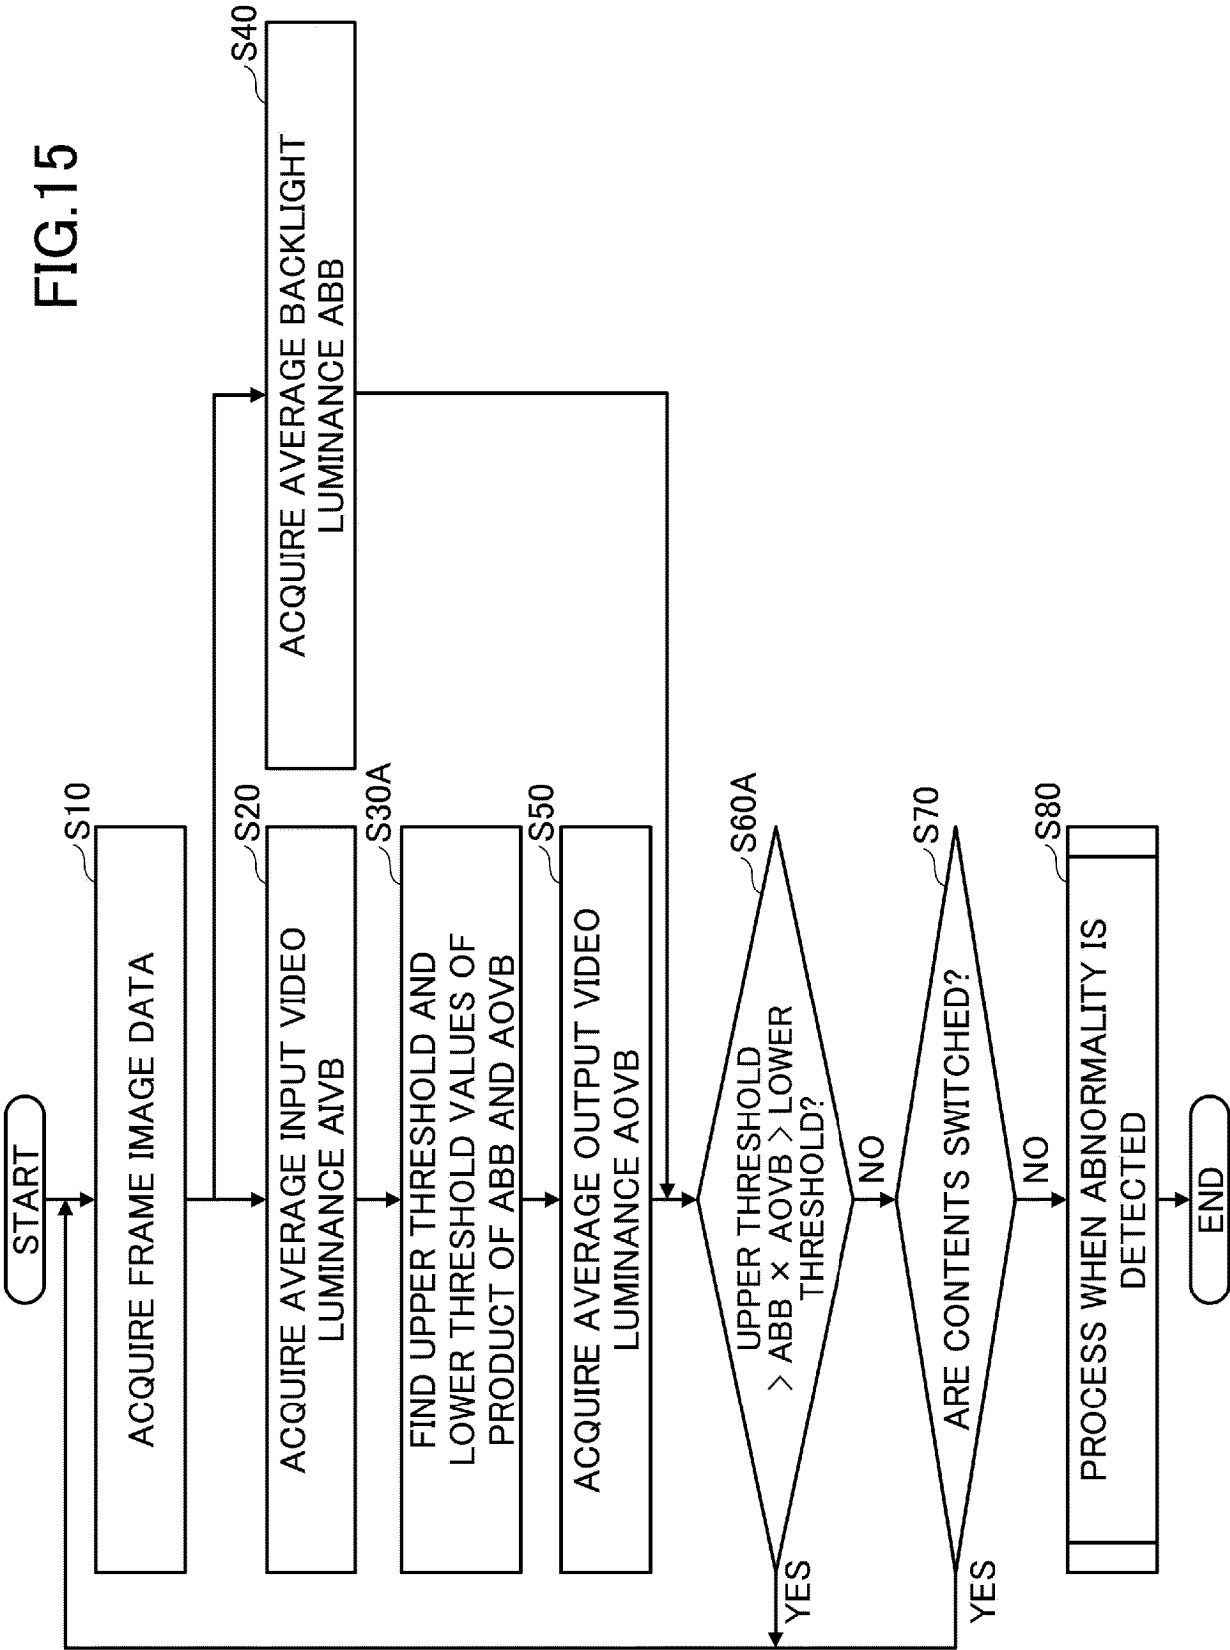 FIG.15
START
S10
ACQUIRE FRAME IMAGE DATA
S20
ACQUIRE AVERAGE INPUT VIDEO
LUMINANCE AIVB
S40
ACQUIRE AVERAGE BACKLIGHT
LUMINANCE ABB
S30A
FIND UPPER THRESHOLD AND
LOWER THRESHOLD VALUES OF
PRODUCT OF ABB AND AOVB
S50
ACQUIRE AVERAGE OUTPUT VIDEO
LUMINANCE AOVB
S60A
UPPER THRESHOLD
> ABB × AOVB > LOWER
THRESHOLD?
YES
NO
S70
ARE CONTENTS SWITCHED?
YES
NO
S80
PROCESS WHEN ABNORMALITY IS
DETECTED
END